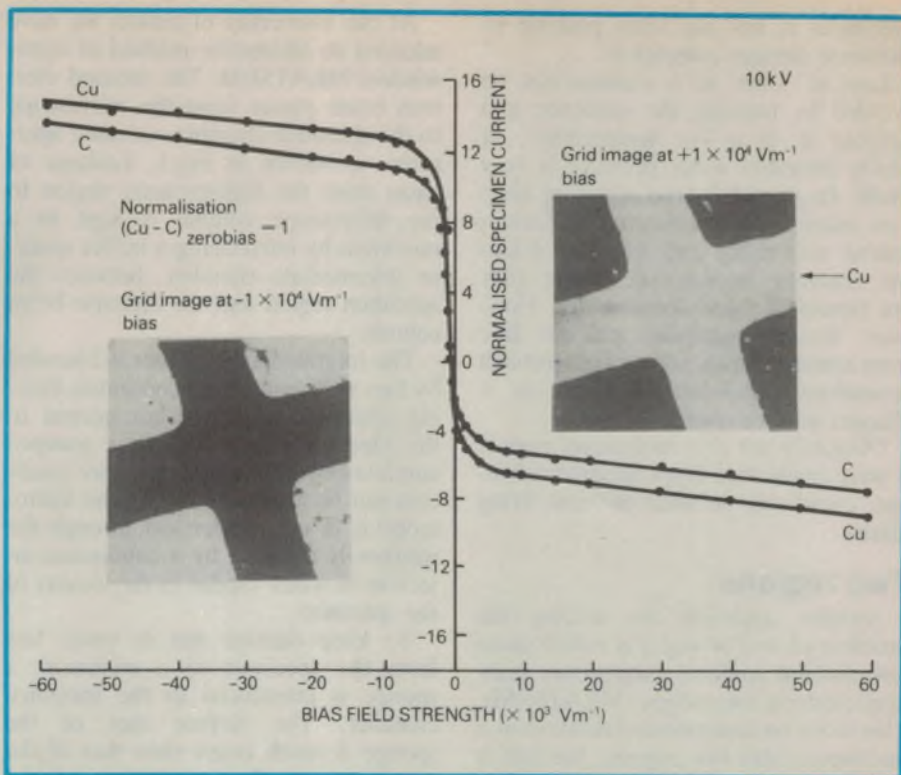 16
10 kV
Cu
C
12
Grid image at +1 × 10⁴ Vm⁻¹
bias
Normalisation
(Cu – C) zerobias = 1
8
NORMALISED SPECIMEN CURRENT
← Cu
Grid image at –1 × 10⁴ Vm⁻¹
bias
4
0
-4
C
-8
Cu
-12
-16
-60 -50 -40 -30 -20 -10 0 10 20 30 40 50 60
BIAS FIELD STRENGTH (× 10³ Vm⁻¹)